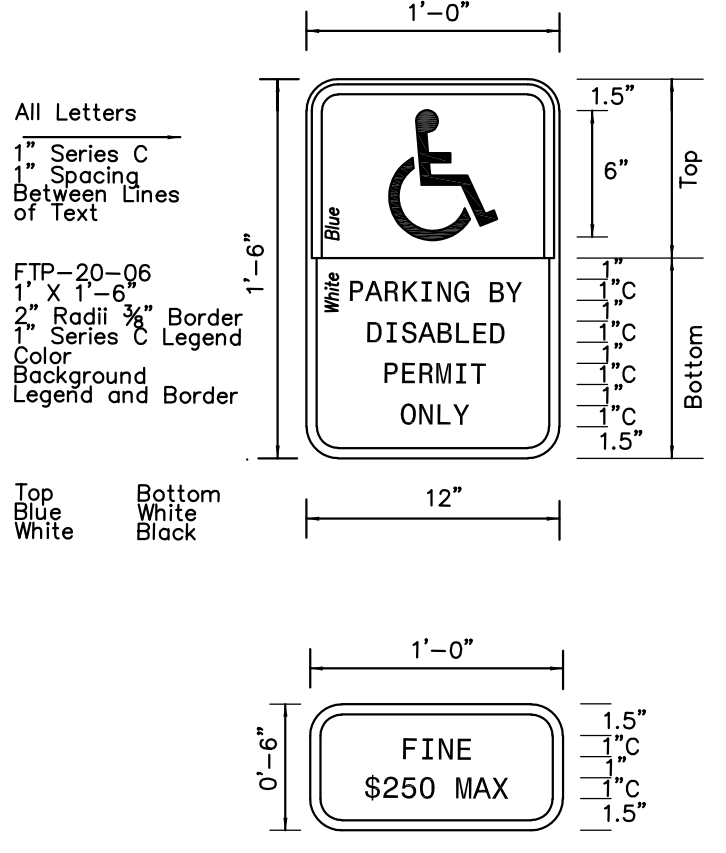 1'-0"
All Letters
1" Series C
1" Spacing
Between Lines
of Text
FTP-20-06
1' X 1'-6"
2" Radii ⅜" Border
1" Series C Legend
Color
Background
Legend and Border
Top Bottom
Blue White
White Black
1'-6"
Blue
White
PARKING BY
DISABLED
PERMIT
ONLY
1.5"
6"
1"
1"C
1"
1"C
1"
1"C
1"
1"C
1.5"
Top
Bottom
12"
1'-0"
0'-6"
FINE
$250 MAX
1.5"
1"C
1"
1"C
1.5"